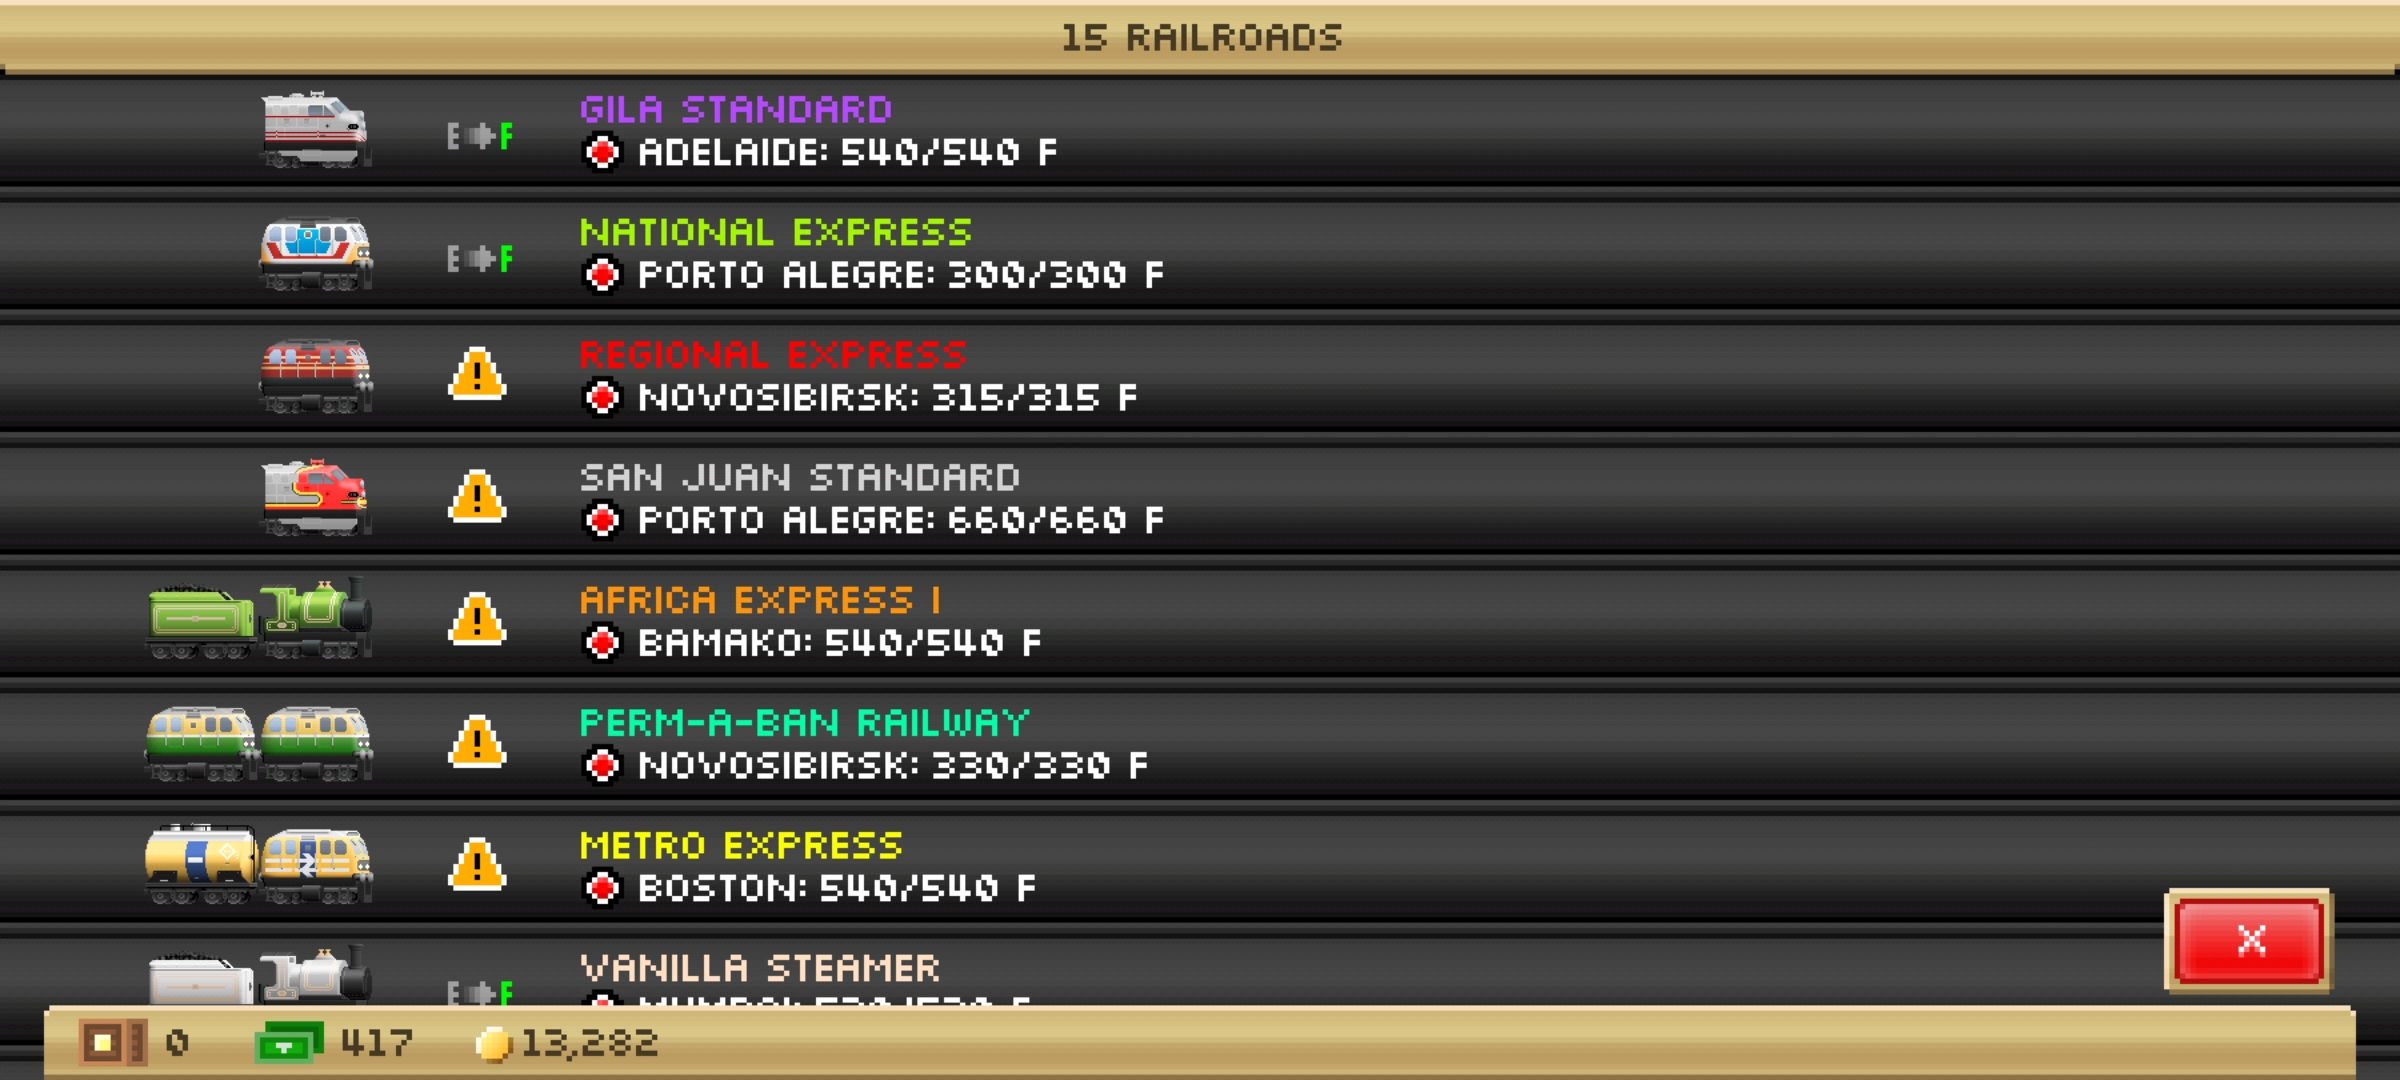 15 RAILROADS
GILA STANDARD
E F
ADELAIDE: 540/540 F
NATIONAL EXPRESS
E F
PORTO ALEGRE: 300/300 F
REGIONAL EXPRESS
NOVOSIBIRSK: 315/315 F
SAN JUAN STANDARD
PORTO ALEGRE: 660/660 F
AFRICA EXPRESS I
BAMAKO: 540/540 F
PERM-A-BAN RAILWAY
NOVOSIBIRSK: 330/330 F
METRO EXPRESS
BOSTON: 540/540 F
VANILLA STEAMER
E F
X
0 417 13,282